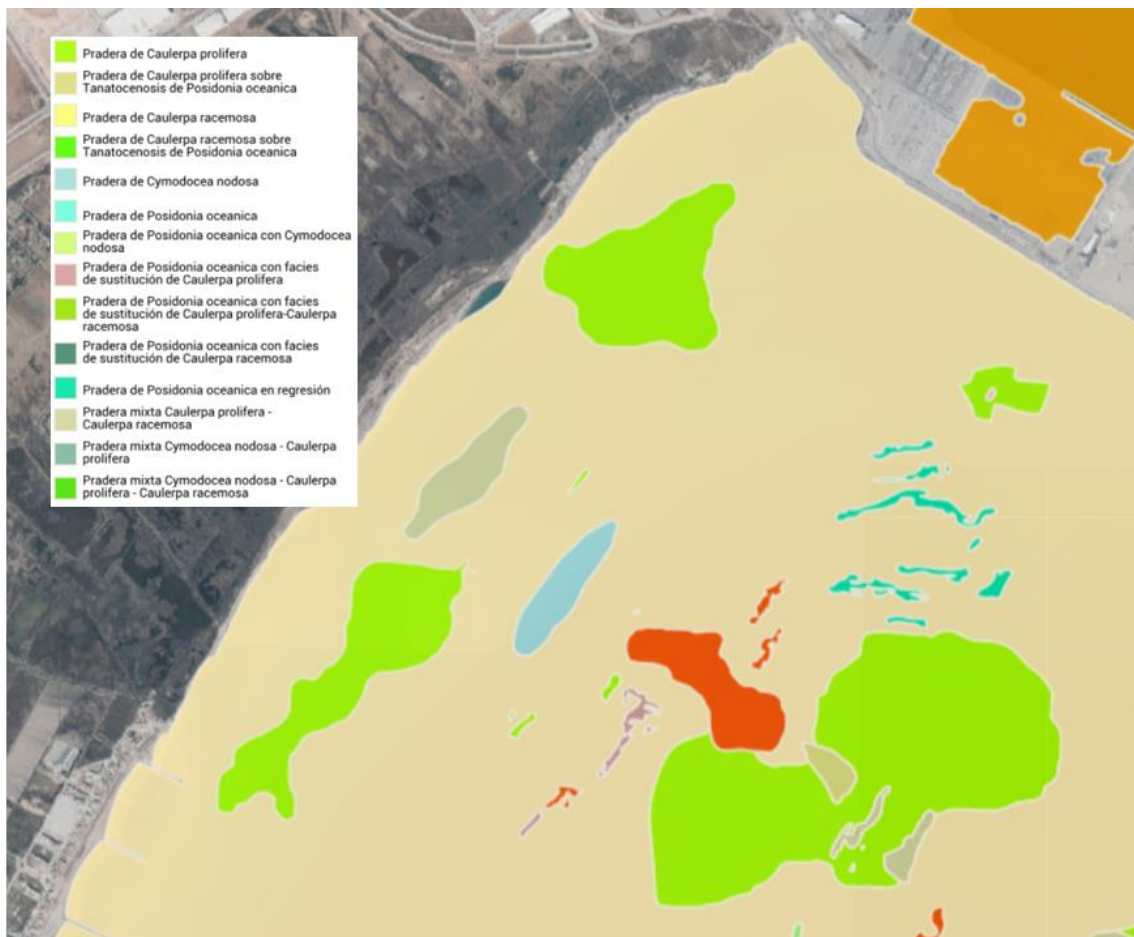 Pradera de Caulerpa prolifera
Pradera de Caulerpa prolifera sobre
Tanatocenosis de Posidonia oceanica
Pradera de Caulerpa racemosa
Pradera de Caulerpa racemosa sobre
Tanatocenosis de Posidonia oceanica
Pradera de Cymodocea nodosa
Pradera de Posidonia oceanica
Pradera de Posidonia oceanica con Cymodocea
nodosa
Pradera de Posidonia oceanica con facies
de sustitución de Caulerpa prolifera
Pradera de Posidonia oceanica con facies
de sustitución de Caulerpa prolifera-Caulerpa
racemosa
Pradera de Posidonia oceanica con facies
de sustitución de Caulerpa racemosa
Pradera de Posidonia oceanica en regresión
Pradera mixta Caulerpa prolifera -
Caulerpa racemosa
Pradera mixta Cymodocea nodosa - Caulerpa
prolifera
Pradera mixta Cymodocea nodosa - Caulerpa
prolifera - Caulerpa racemosa